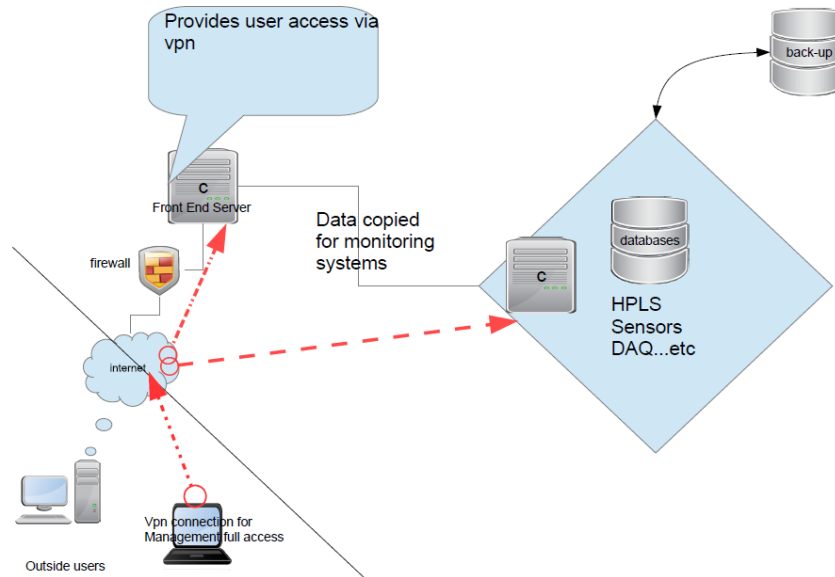 Provides user access via
vpn
back-up
C
Front End Server
firewall
Data copied
for monitoring
systems
databases
C
HPLS
Sensors
DAQ...etc
internet
Vpn connection for
Management full access
Outside users